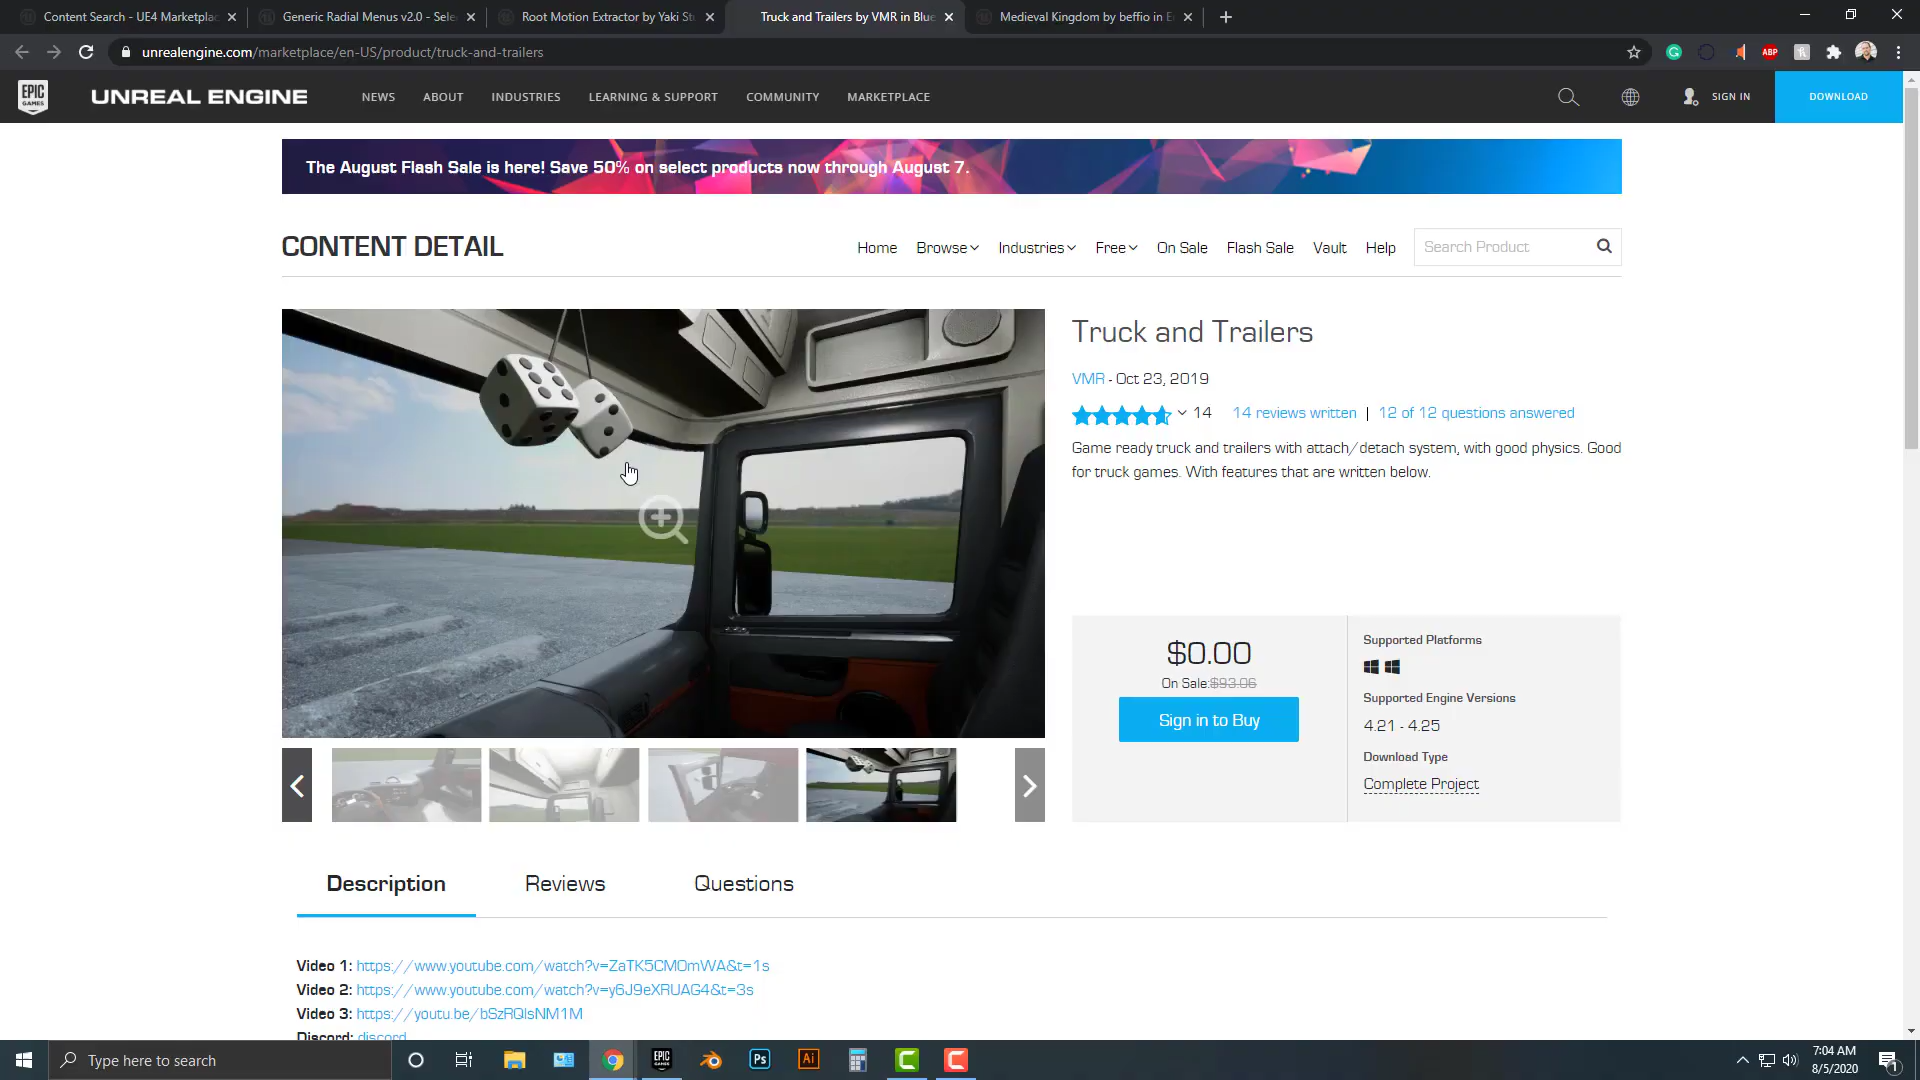 Content Search - UE4 Marketplac
Generic Radial Menus v2.0 - Sele
Root Motion Extractor by Yaki St
Truck and Trailers by VMR in Blue
Medieval Kingdom by beffio in E
unrealengine.com/marketplace/en-US/product/truck-and-trailers
ABP
EPIC GAMES
UNREAL ENGINE
NEWS
ABOUT
INDUSTRIES
LEARNING & SUPPORT
COMMUNITY
MARKETPLACE
SIGN IN
DOWNLOAD
The August Flash Sale is here! Save 50% on select products now through August 7.
CONTENT DETAIL
Home
Browse
Industries
Free
On Sale
Flash Sale
Vault
Help
Search Product
Truck and Trailers
VMR - Oct 23, 2019
14
14 reviews written | 12 of 12 questions answered
Game ready truck and trailers with attach/detach system, with good physics. Good
for truck games. With features that are written below.
$0.00
On Sale:$93.06
Sign in to Buy
Supported Platforms
Supported Engine Versions
4.21 - 4.25
Download Type
Complete Project
Description
Reviews
Questions
Video 1: https://www.youtube.com/watch?v=ZaTK5CM0mWA&t=1s
Video 2: https://www.youtube.com/watch?v=y6J9eXRUAG4&t=3s
Video 3: https://youtu.be/bSzRQlsNM1M
Discord: discord
Type here to search
EPIC
Ps
Ai
7:04 AM
8/5/2020
1